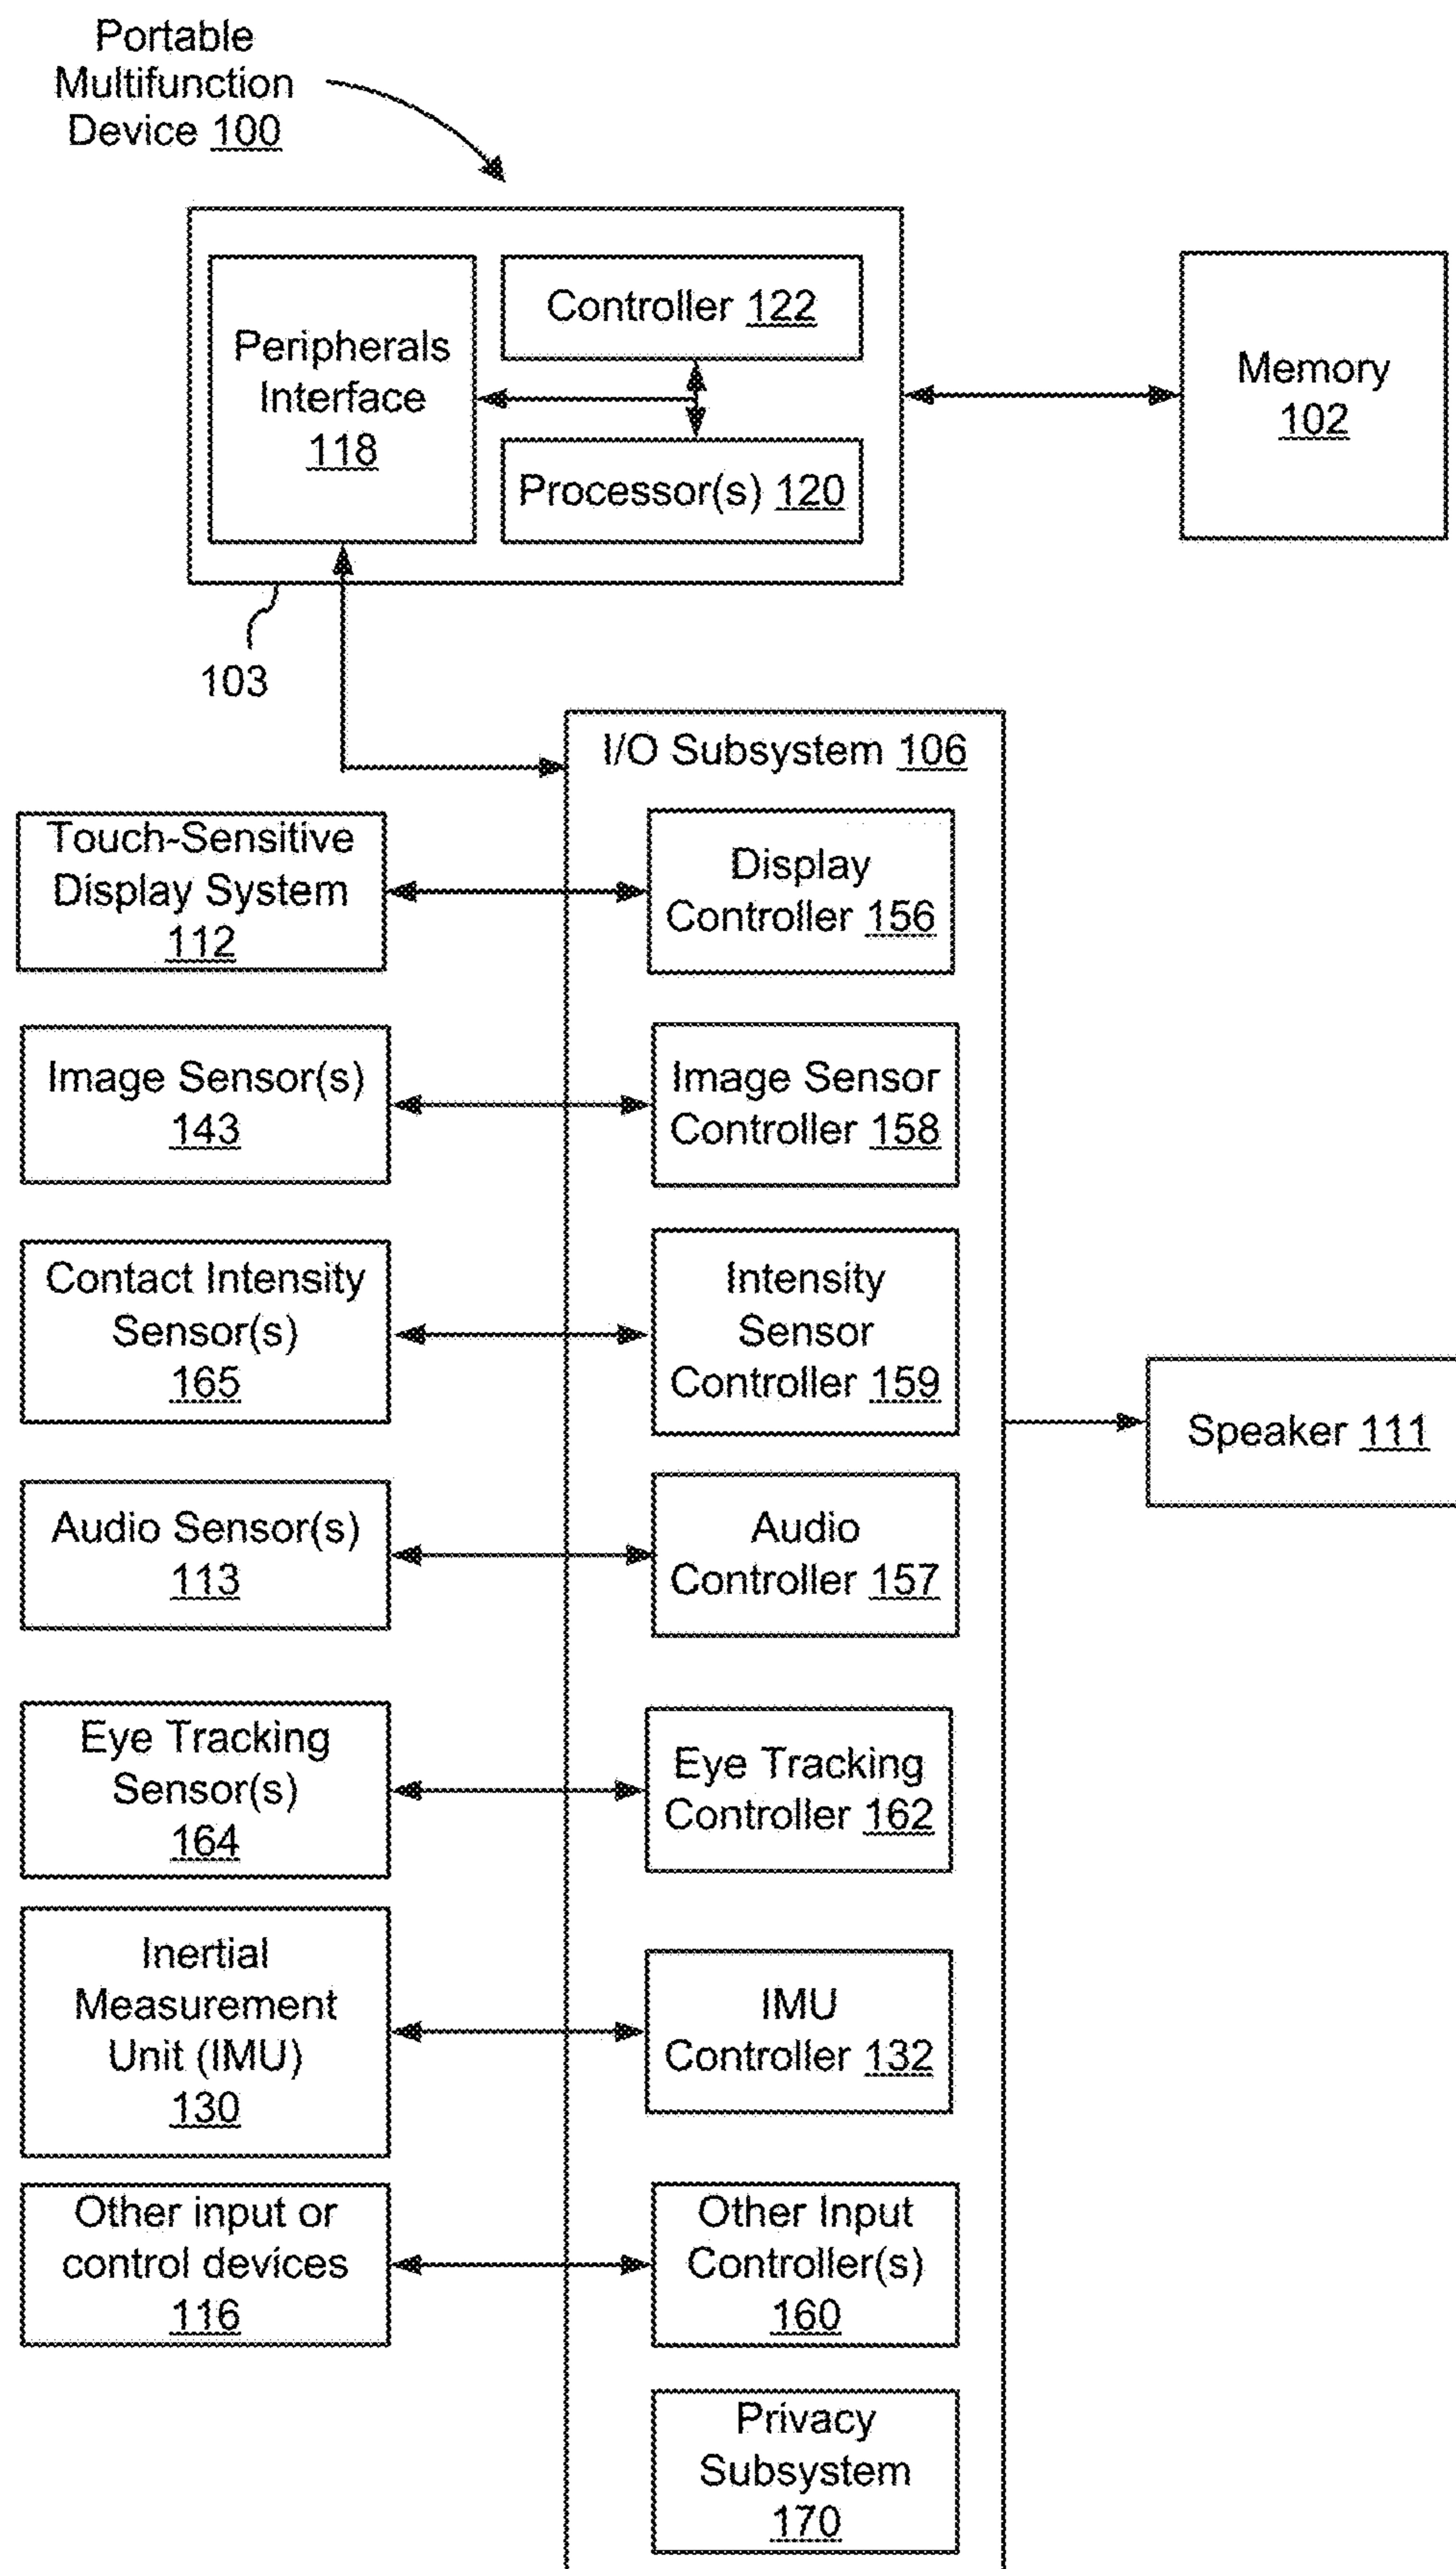 Portable
Multifunction
Device 100
Controller 122
Peripherals
Interface
118
Processor(s) 120
Memory
102
103
I/O Subsystem 106
Touch-Sensitive
Display System
112
Display
Controller 156
Image Sensor(s)
143
Image Sensor
Controller 158
Contact Intensity
Sensor(s)
165
Intensity
Sensor
Controller 159
Speaker 111
Audio Sensor(s)
113
Audio
Controller 157
Eye Tracking
Sensor(s)
164
Eye Tracking
Controller 162
Inertial
Measurement
Unit (IMU)
130
IMU
Controller 132
Other input or
control devices
116
Other Input
Controller(s)
160
Privacy
Subsystem
170